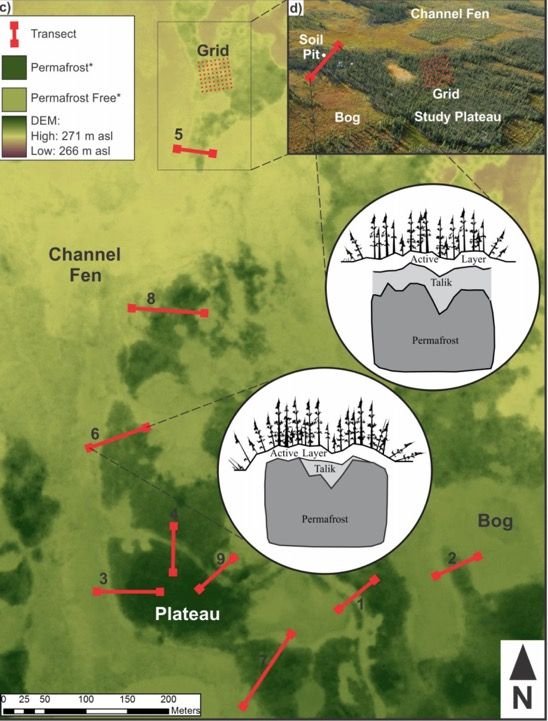 c)
Transect
Permafrost*
Permafrost Free*
DEM:
High: 271 m asl
Low: 266 m asl
Grid
5
d)
Channel Fen
Soil
Pit
Grid
Bog
Study Plateau
Active Layer
Talik
Permafrost
Channel
Fen
8
6
Active Layer
Talik
Permafrost
4
9
3
Plateau
Bog
2
1
7
0 25 50 100 150 200
Meters
N